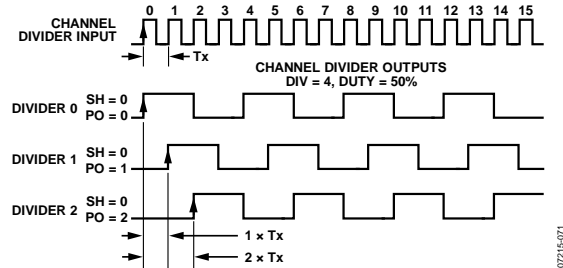 0 1 2 3 4 5 6 7 8 9 10 11 12 13 14 15
CHANNEL
DIVIDER INPUT
Tx
CHANNEL DIVIDER OUTPUTS
DIV = 4, DUTY = 50%
DIVIDER 0
SH = 0
PO = 0
DIVIDER 1
SH = 0
PO = 1
DIVIDER 2
SH = 0
PO = 2
1 × Tx
2 × Tx
07215-071